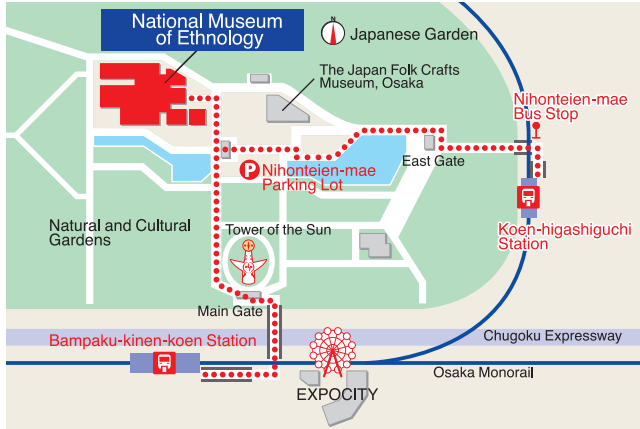 National Museum
of Ethnology
N
Japanese Garden
The Japan Folk Crafts
Museum, Osaka
Nihonteien-mae
Bus Stop
East Gate
P
Nihonteien-mae
Parking Lot
Koen-higashiguchi
Station
Natural and Cultural
Gardens
Tower of the Sun
Main Gate
Bampaku-kinen-koen Station
Chugoku Expressway
Osaka Monorail
EXPOCITY